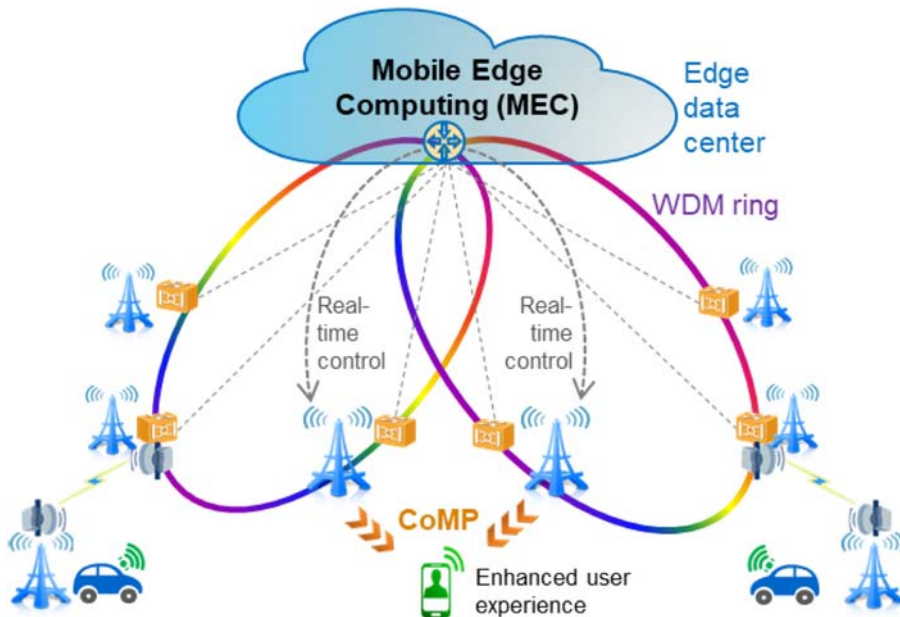 Mobile Edge
Computing (MEC)
Edge
data
center
WDM ring
Real-
time
control
Real-
time
control
CoMP
Enhanced user
experience